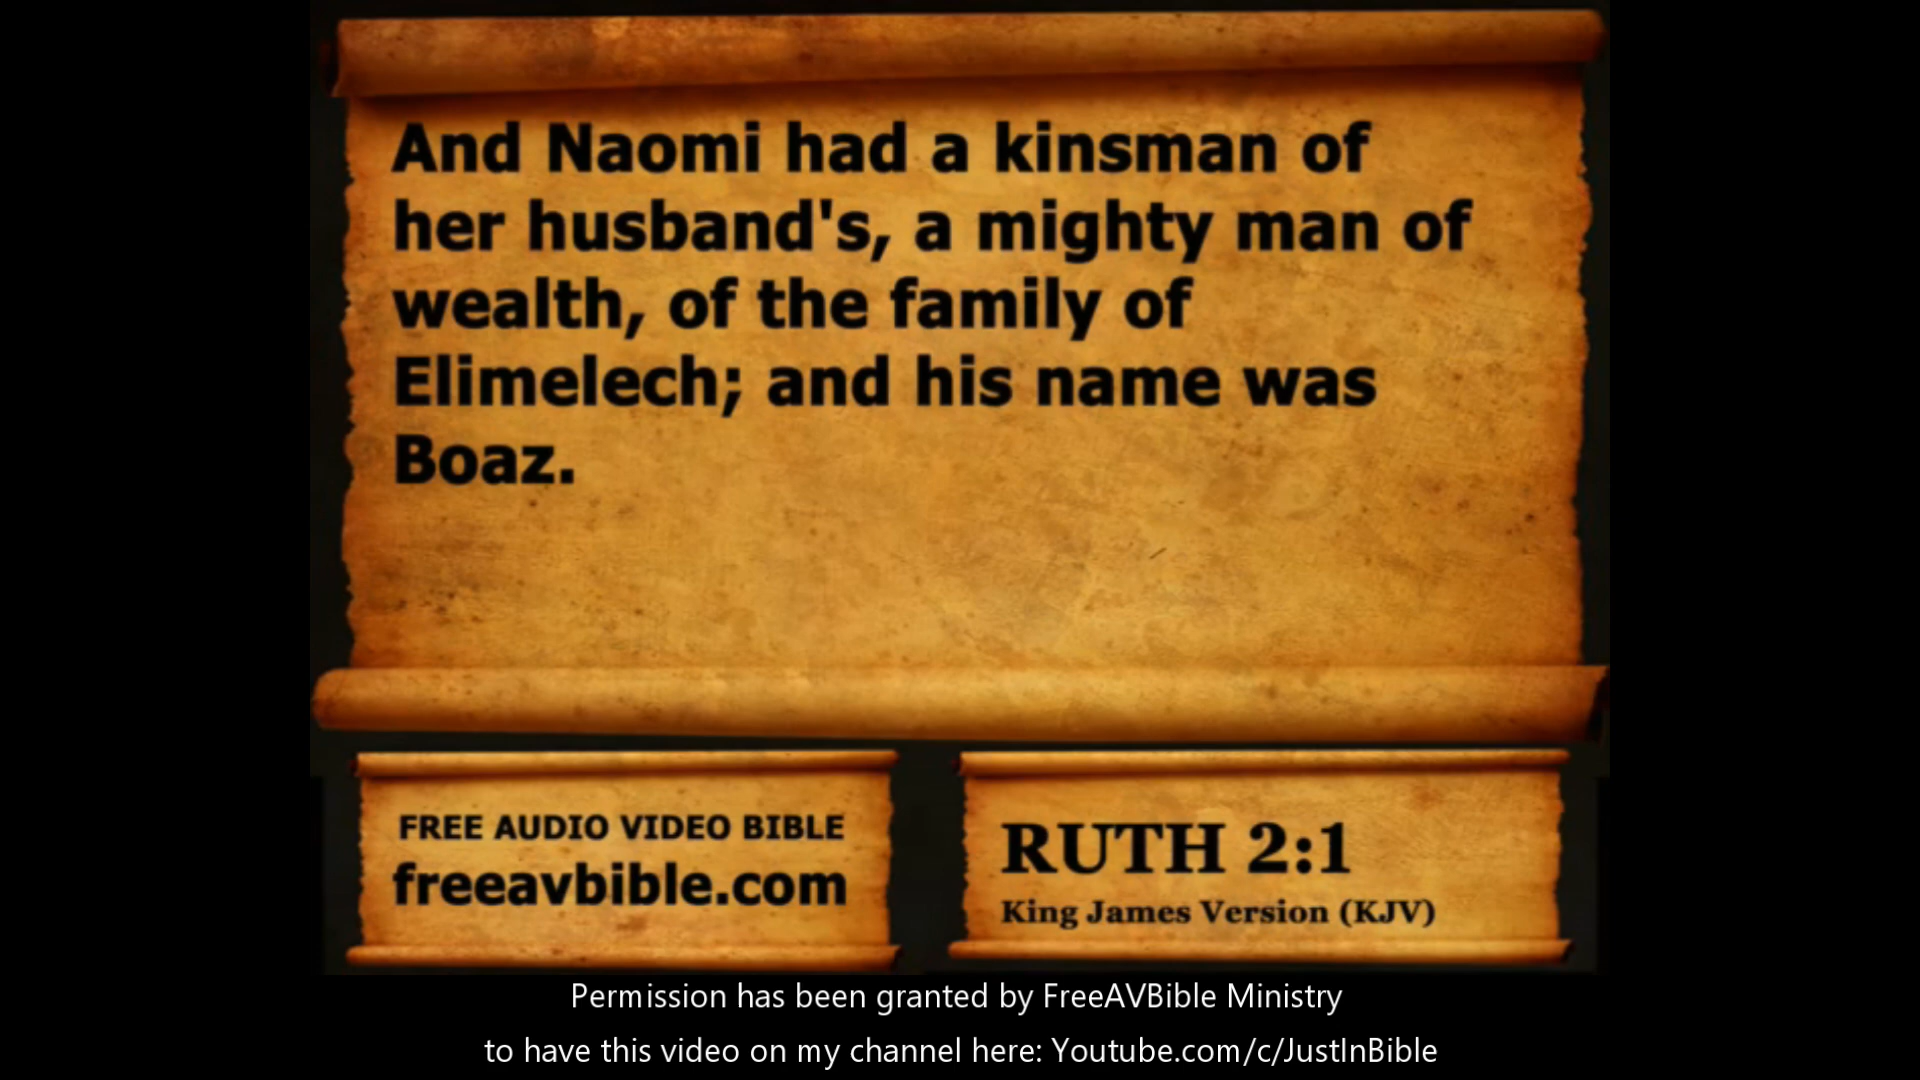 And Naomi had a kinsman of
her husband's, a mighty man of
wealth, of the family of
Elimelech; and his name was
Boaz.
FREE AUDIO VIDEO BIBLE
freeavbible.com
RUTH 2:1
King James Version (KJV)
Permission has been granted by FreeAVBible Ministry
to have this video on my channel here: Youtube.com/c/JustInBible